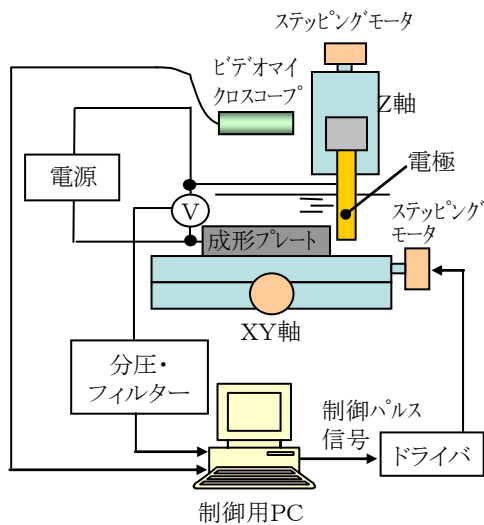 ステッピングモータ
ビデオマイ
クロスコープ
Z軸
電極
電源
V
ステッピング
モータ
成形プレート
XY軸
分圧・
フィルター
制御パルス
信号
ドライバ
制御用PC